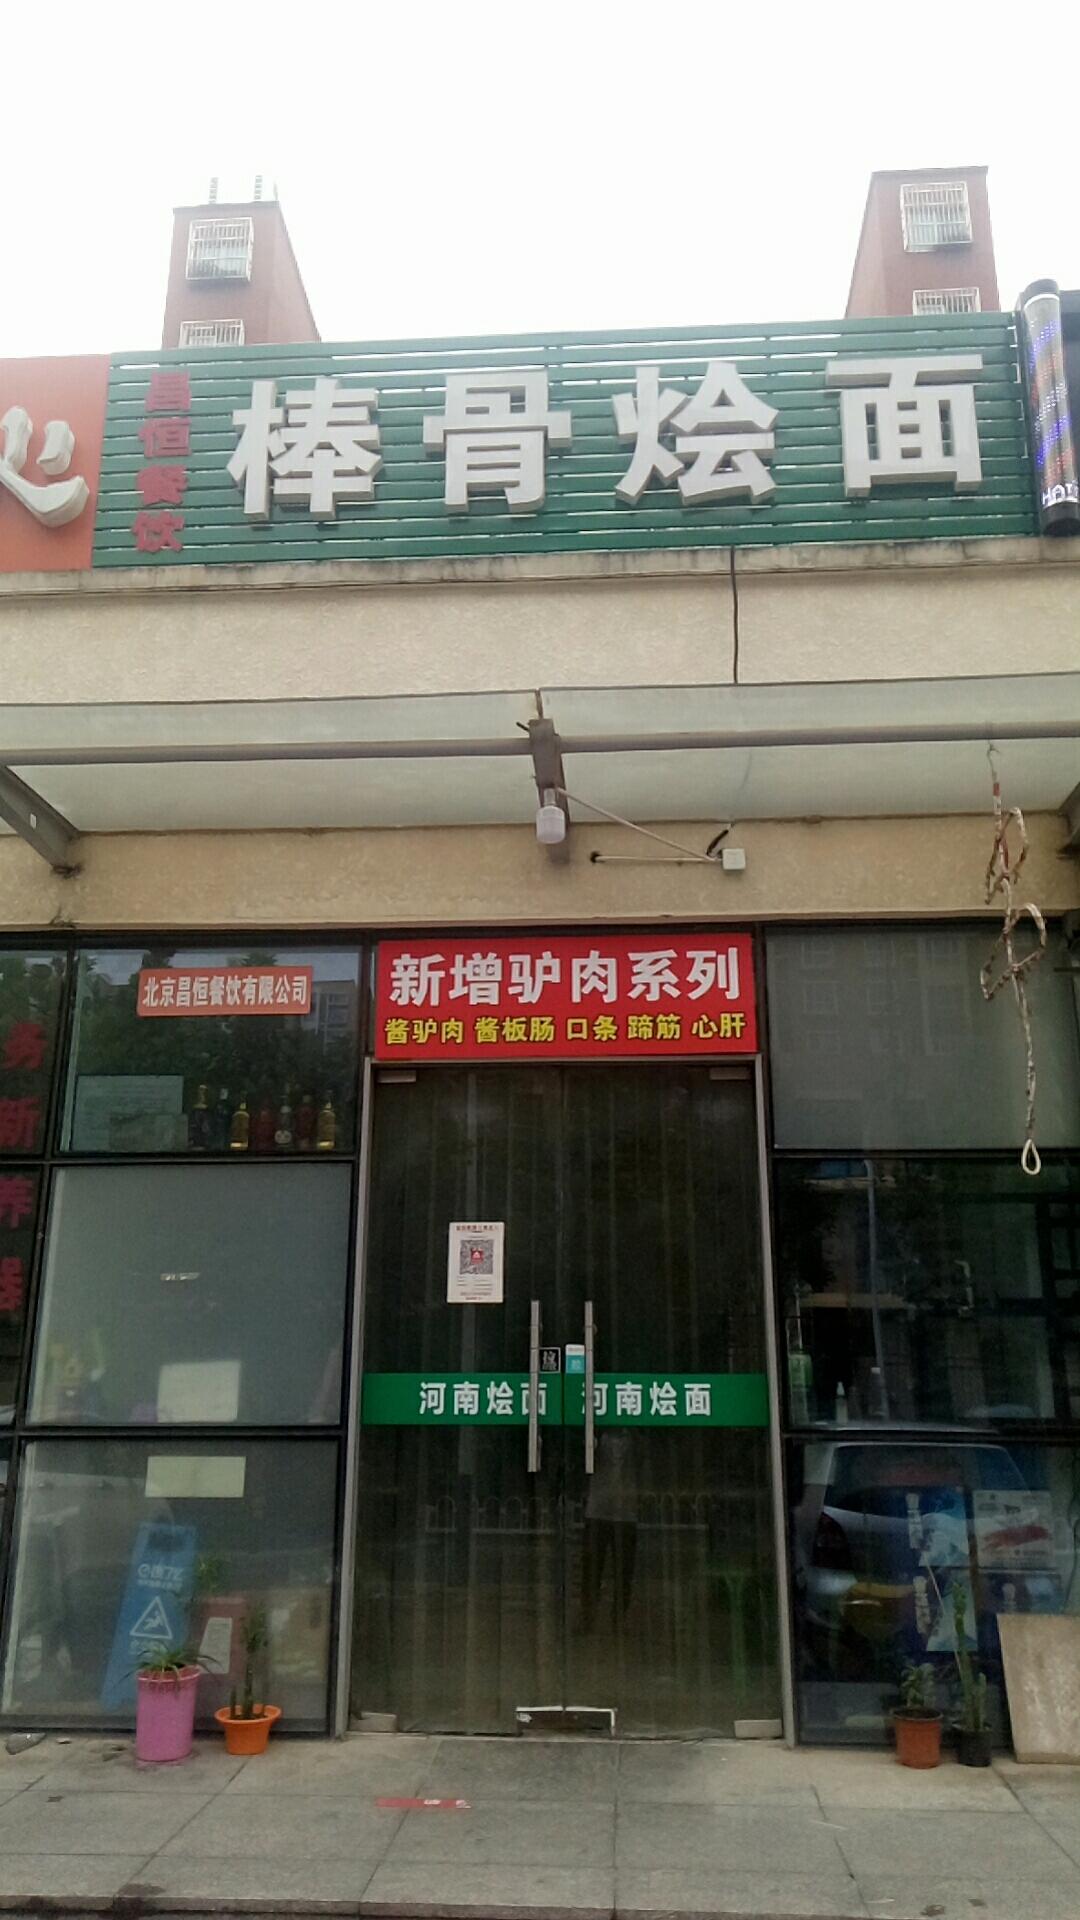 心
昌恒餐饮
棒骨烩面
HAI
北京昌恒餐饮有限公司
新增驴肉系列
酱驴肉 酱板肠 口条 蹄筋 心肝
河南烩面 河南烩面